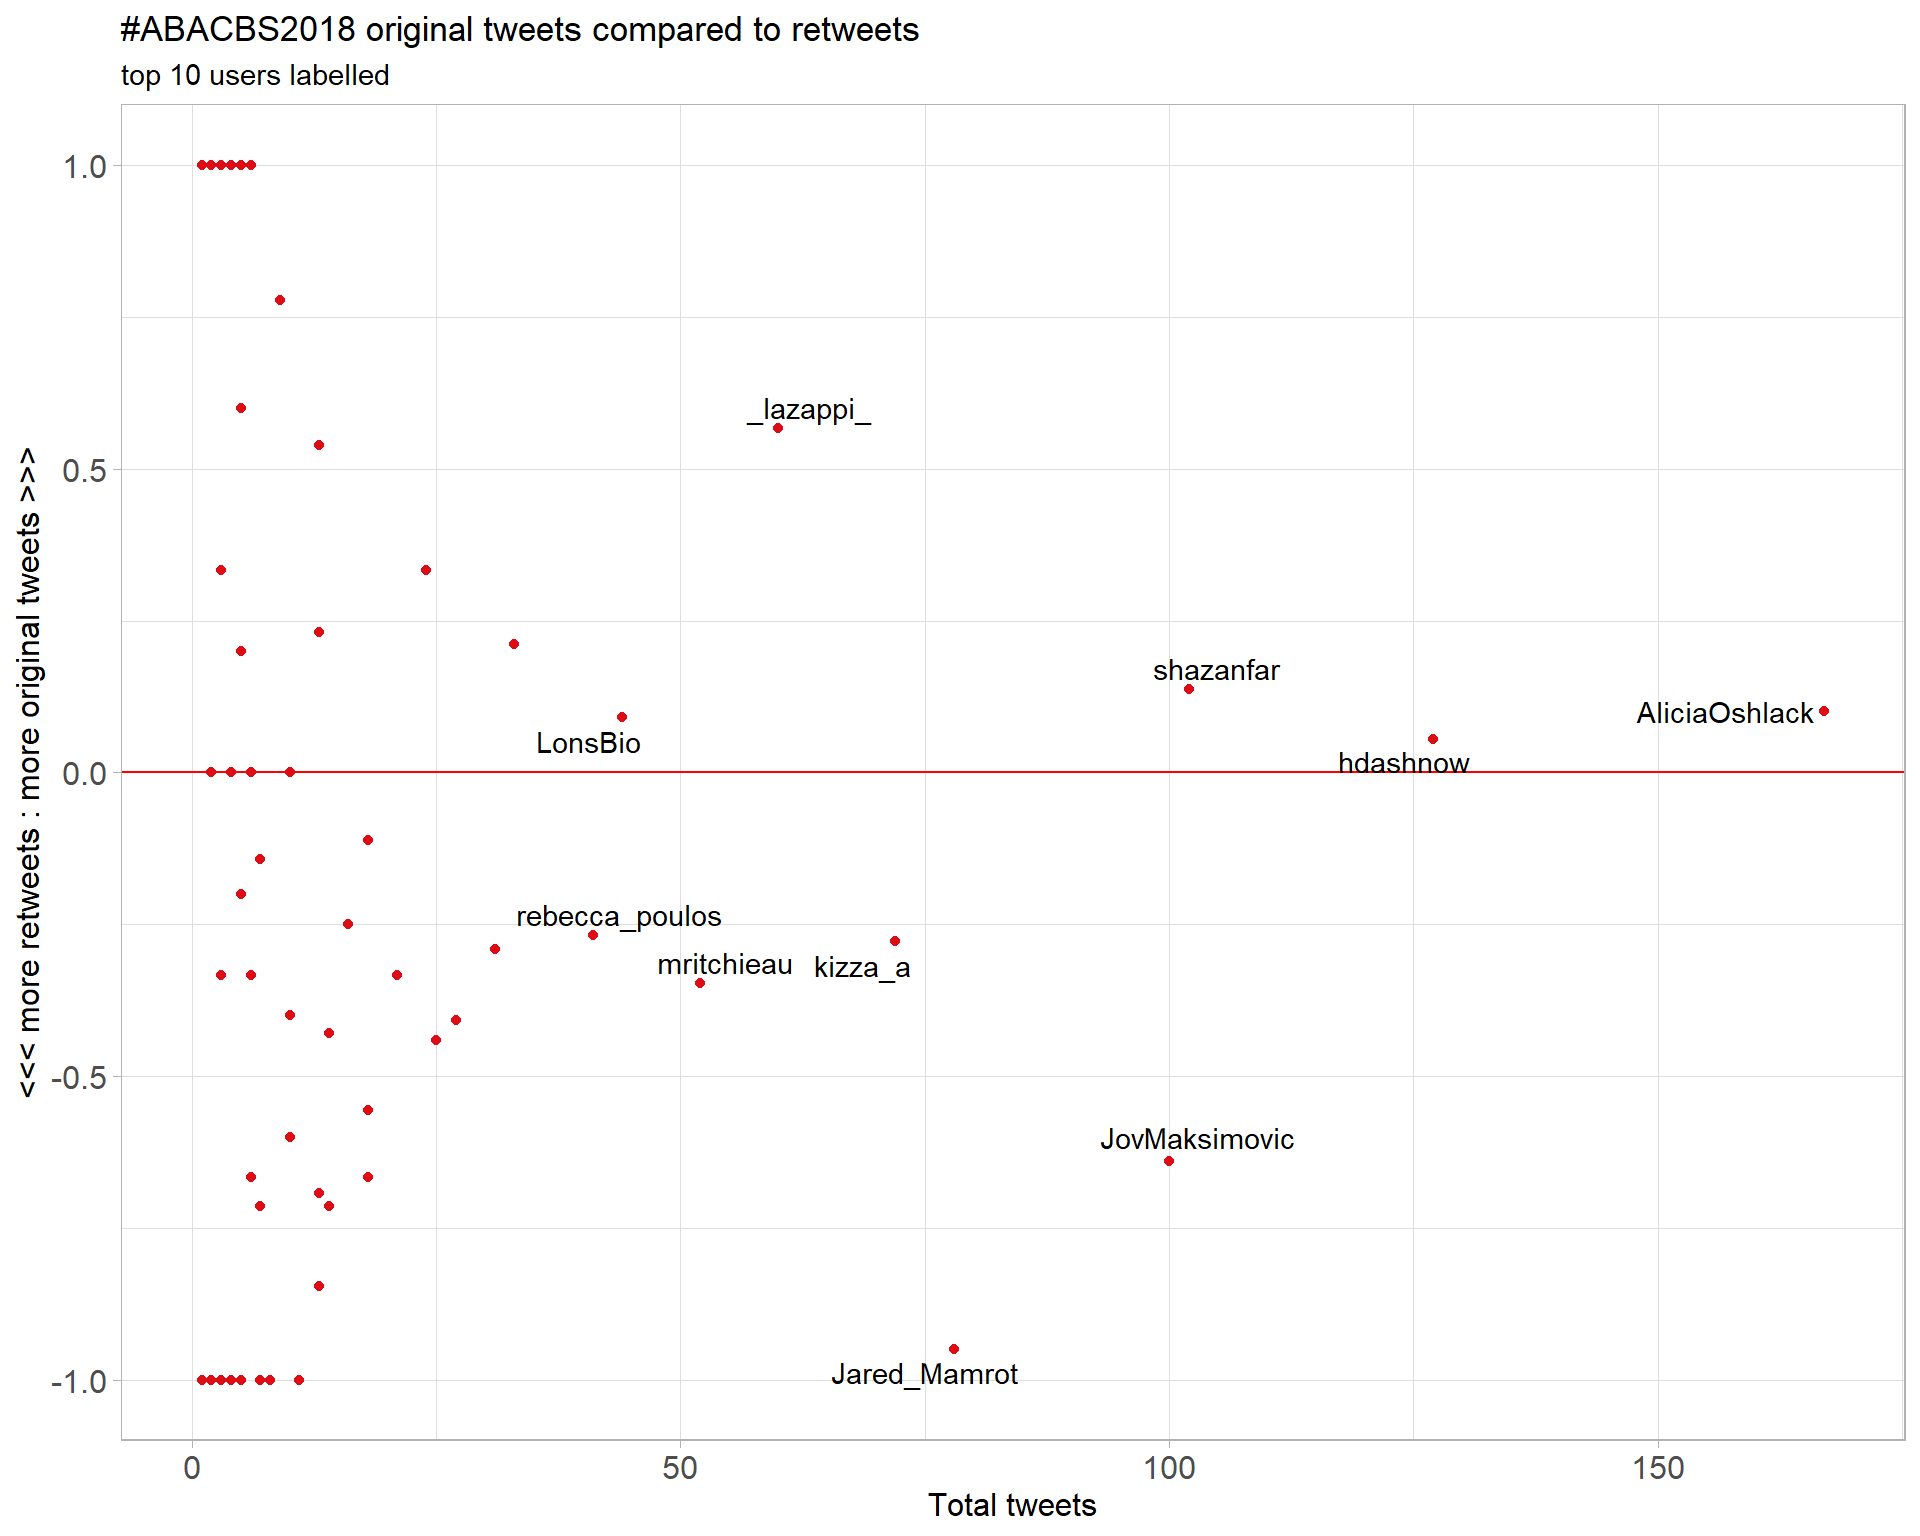 #ABACBS2018 original tweets compared to retweets
top 10 users labelled
<<< more retweets : more original tweets >>>
1.0
0.5
0.0
-0.5
-1.0
_lazappi_
shazanfar
AliciaOshlack
LonsBio
hdashnow
rebecca_poulos
mritchieau
kizza_a
JovMaksimovic
Jared_Mamrot
0
50
100
150
Total tweets